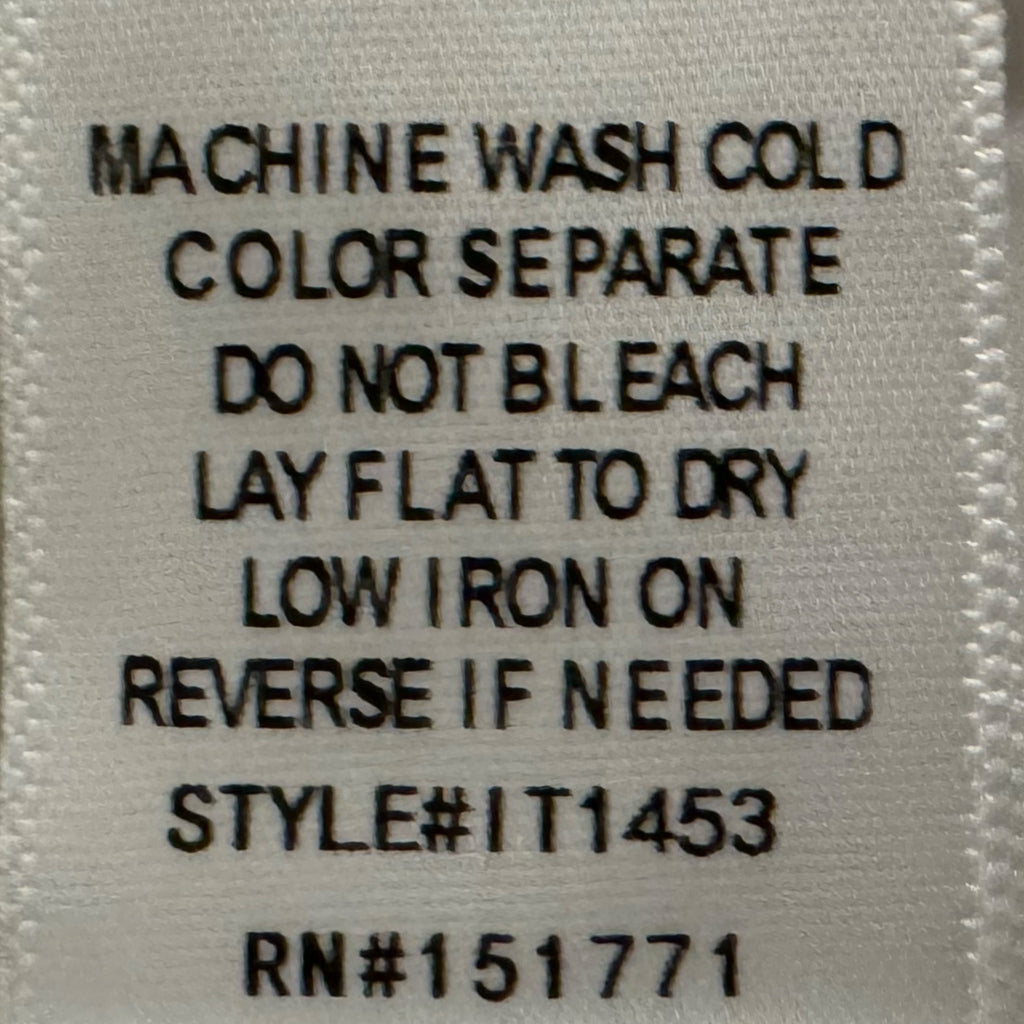 MACHINE WASH COLD
COLOR SEPARATE
DO NOT BLEACH
LAY FLAT TO DRY
LOW IRON ON
REVERSE IF NEEDED
STYLE#IT1453
RN#151771